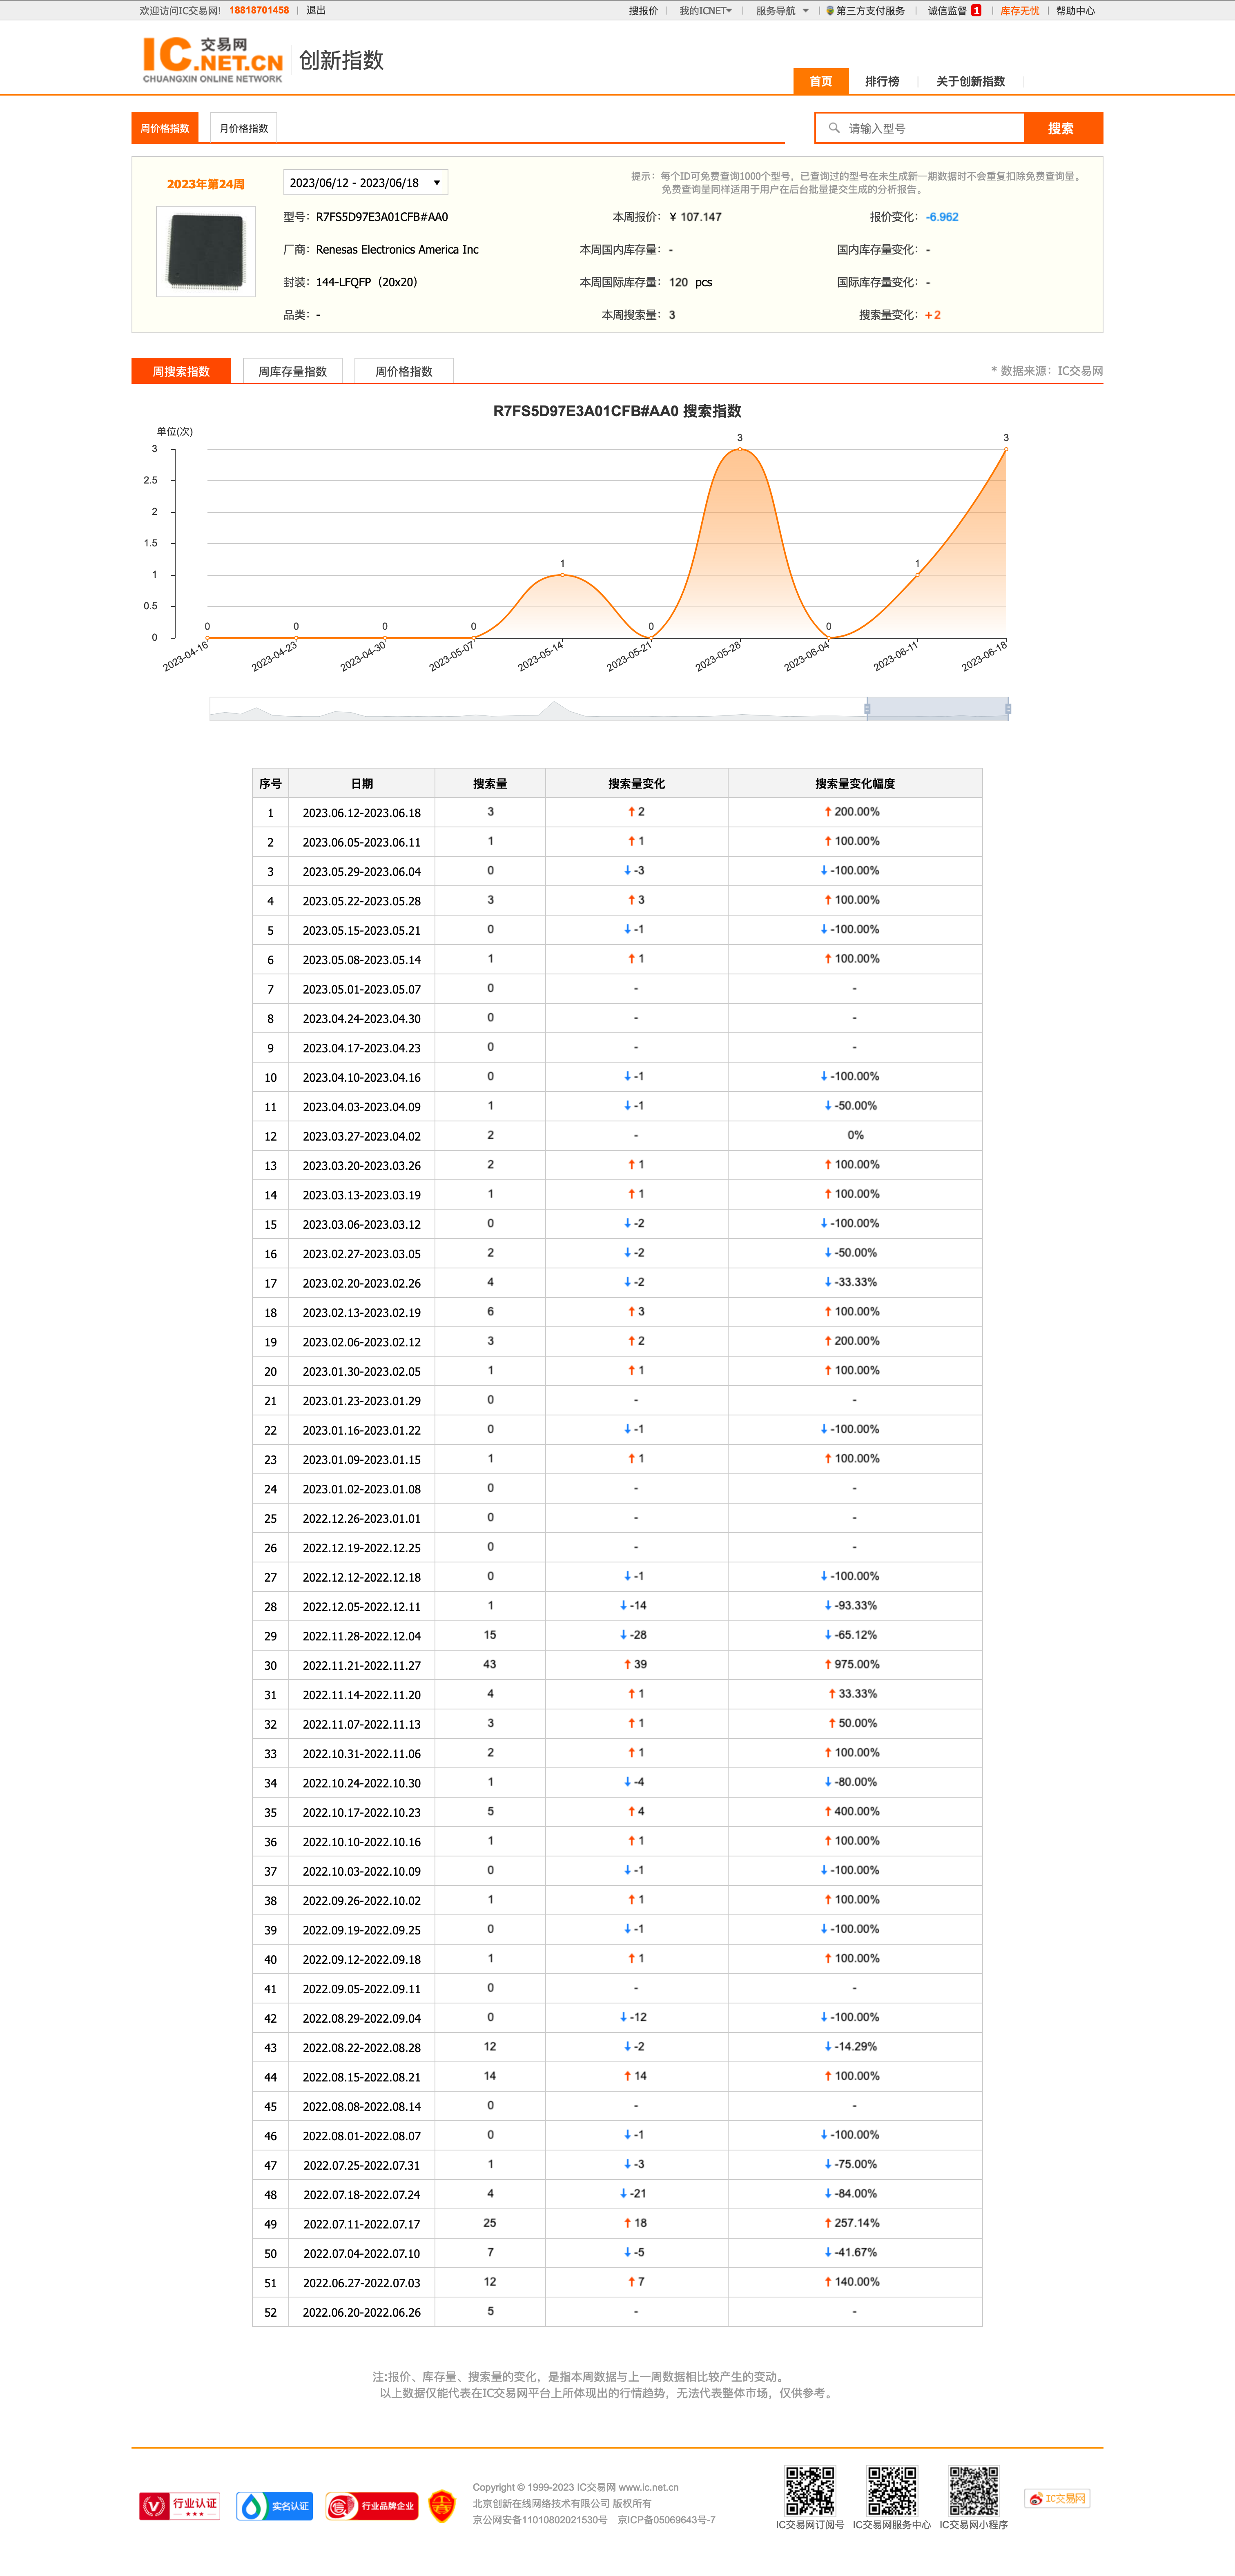 欢迎访问IC交易网! 18818701458 | 退出 搜报价 | 我的ICNET | 服务导航 | 第三方支付服务 | 诚信监督 1 | 库存无忧 | 帮助中心
IC 交易网 .NET.CN 创新指数
CHUANGXIN ONLINE NETWORK
首页 排行榜 关于创新指数
周价格指数 月价格指数 请输入型号 搜索
2023年第24周 2023/06/12 - 2023/06/18 提示：每个ID可免费查询1000个型号，已查询过的型号在未生成新一期数据时不会重复扣除免费查询量。
免费查询量同样适用于用户在后台批量提交生成的分析报告。
型号：R7FS5D97E3A01CFB#AA0 本周报价：¥ 107.147 报价变化：-6.962
厂商：Renesas Electronics America Inc 本周国内库存量：- 国内库存量变化：-
封装：144-LFQFP（20x20） 本周国际库存量：120 pcs 国际库存量变化：-
品类：- 本周搜索量：3 搜索量变化：+2
周搜索指数 周库存量指数 周价格指数 * 数据来源：IC交易网
R7FS5D97E3A01CFB#AA0 搜索指数
单位(次)
3 3 3
2.5
2
1.5
1 1 1
0.5
0 0 0 0 0 0 0
2023-04-16 2023-04-23 2023-04-30 2023-05-07 2023-05-14 2023-05-21 2023-05-28 2023-06-04 2023-06-11 2023-06-18
序号 日期 搜索量 搜索量变化 搜索量变化幅度
1 2023.06.12-2023.06.18 3 ↑2 ↑200.00%
2 2023.06.05-2023.06.11 1 ↑1 ↑100.00%
3 2023.05.29-2023.06.04 0 ↓-3 ↓-100.00%
4 2023.05.22-2023.05.28 3 ↑3 ↑100.00%
5 2023.05.15-2023.05.21 0 ↓-1 ↓-100.00%
6 2023.05.08-2023.05.14 1 ↑1 ↑100.00%
7 2023.05.01-2023.05.07 0 - -
8 2023.04.24-2023.04.30 0 - -
9 2023.04.17-2023.04.23 0 - -
10 2023.04.10-2023.04.16 0 ↓-1 ↓-100.00%
11 2023.04.03-2023.04.09 1 ↓-1 ↓-50.00%
12 2023.03.27-2023.04.02 2 - 0%
13 2023.03.20-2023.03.26 2 ↑1 ↑100.00%
14 2023.03.13-2023.03.19 1 ↑1 ↑100.00%
15 2023.03.06-2023.03.12 0 ↓-2 ↓-100.00%
16 2023.02.27-2023.03.05 2 ↓-2 ↓-50.00%
17 2023.02.20-2023.02.26 4 ↓-2 ↓-33.33%
18 2023.02.13-2023.02.19 6 ↑3 ↑100.00%
19 2023.02.06-2023.02.12 3 ↑2 ↑200.00%
20 2023.01.30-2023.02.05 1 ↑1 ↑100.00%
21 2023.01.23-2023.01.29 0 - -
22 2023.01.16-2023.01.22 0 ↓-1 ↓-100.00%
23 2023.01.09-2023.01.15 1 ↑1 ↑100.00%
24 2023.01.02-2023.01.08 0 - -
25 2022.12.26-2023.01.01 0 - -
26 2022.12.19-2022.12.25 0 - -
27 2022.12.12-2022.12.18 0 ↓-1 ↓-100.00%
28 2022.12.05-2022.12.11 1 ↓-14 ↓-93.33%
29 2022.11.28-2022.12.04 15 ↓-28 ↓-65.12%
30 2022.11.21-2022.11.27 43 ↑39 ↑975.00%
31 2022.11.14-2022.11.20 4 ↑1 ↑33.33%
32 2022.11.07-2022.11.13 3 ↑1 ↑50.00%
33 2022.10.31-2022.11.06 2 ↑1 ↑100.00%
34 2022.10.24-2022.10.30 1 ↓-4 ↓-80.00%
35 2022.10.17-2022.10.23 5 ↑4 ↑400.00%
36 2022.10.10-2022.10.16 1 ↑1 ↑100.00%
37 2022.10.03-2022.10.09 0 ↓-1 ↓-100.00%
38 2022.09.26-2022.10.02 1 ↑1 ↑100.00%
39 2022.09.19-2022.09.25 0 ↓-1 ↓-100.00%
40 2022.09.12-2022.09.18 1 ↑1 ↑100.00%
41 2022.09.05-2022.09.11 0 - -
42 2022.08.29-2022.09.04 0 ↓-12 ↓-100.00%
43 2022.08.22-2022.08.28 12 ↓-2 ↓-14.29%
44 2022.08.15-2022.08.21 14 ↑14 ↑100.00%
45 2022.08.08-2022.08.14 0 - -
46 2022.08.01-2022.08.07 0 ↓-1 ↓-100.00%
47 2022.07.25-2022.07.31 1 ↓-3 ↓-75.00%
48 2022.07.18-2022.07.24 4 ↓-21 ↓-84.00%
49 2022.07.11-2022.07.17 25 ↑18 ↑257.14%
50 2022.07.04-2022.07.10 7 ↓-5 ↓-41.67%
51 2022.06.27-2022.07.03 12 ↑7 ↑140.00%
52 2022.06.20-2022.06.26 5 - -
注:报价、库存量、搜索量的变化，是指本周数据与上一周数据相比较产生的变动。
以上数据仅能代表在IC交易网平台上所体现出的行情趋势，无法代表整体市场，仅供参考。
行业认证 实名认证 行业品牌企业
Copyright © 1999-2023 IC交易网 www.ic.net.cn
北京创新在线网络技术有限公司 版权所有
京公网安备11010802021530号 京ICP备05069643号-7
IC交易网订阅号 IC交易网服务中心 IC交易网小程序 IC交易网